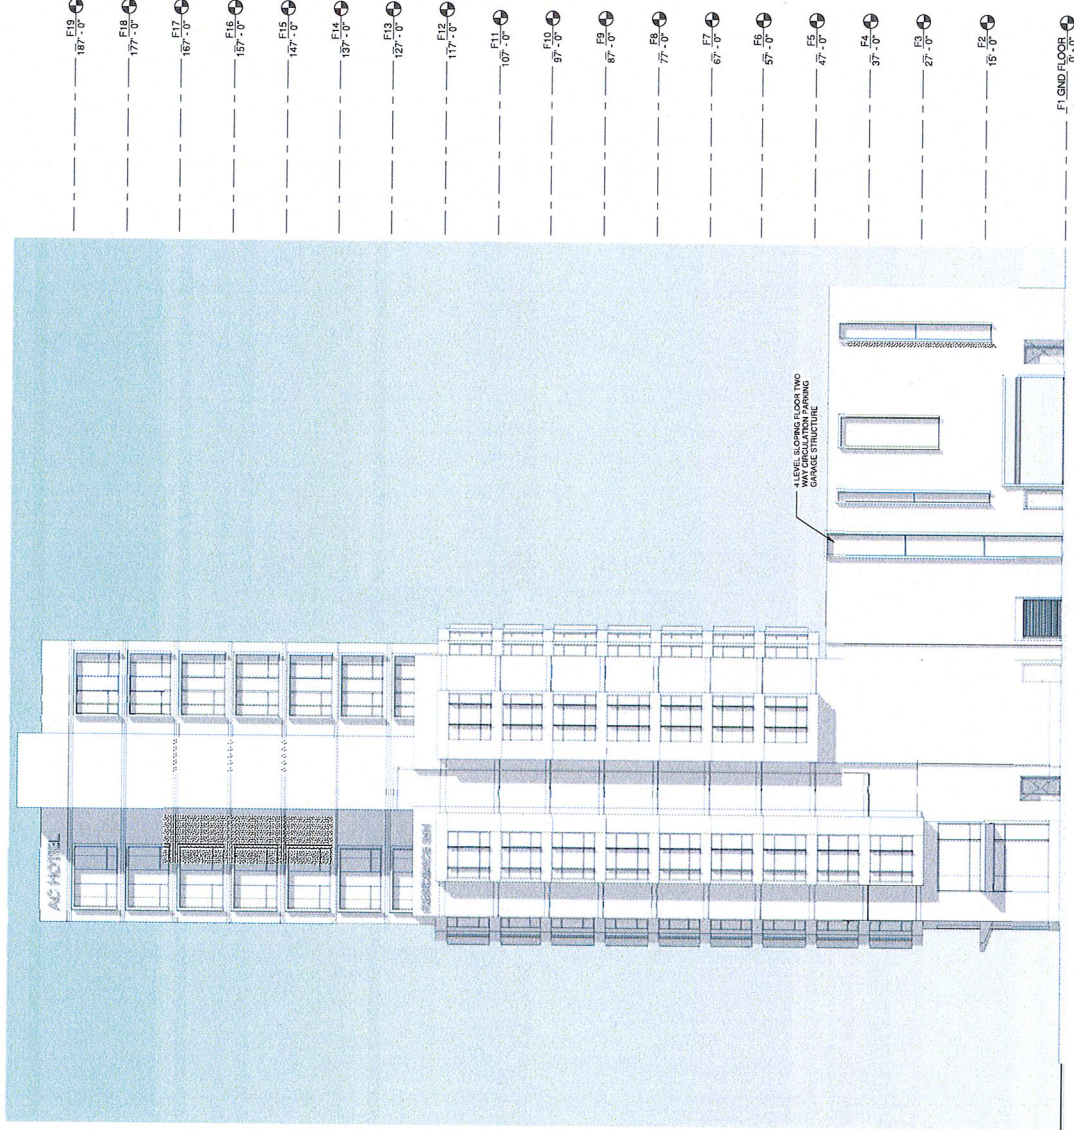 F19
187' - 0"
F18
177' - 0"
F17
167' - 0"
F16
157' - 0"
F15
147' - 0"
F14
137' - 0"
F13
127' - 0"
F12
117' - 0"
F11
107' - 0"
F10
97' - 0"
F9
87' - 0"
F8
77' - 0"
F7
67' - 0"
F6
57' - 0"
F5
47' - 0"
F4
37' - 0"
F3
27' - 0"
F2
15' - 0"
F1 GND FLOOR
0' - 0"
4 LEVEL SLOPING FLOOR TWO
WAY CIRCULATION PARKING
GARAGE STRUCTURE
AC HOTEL
RESIDENCE INN